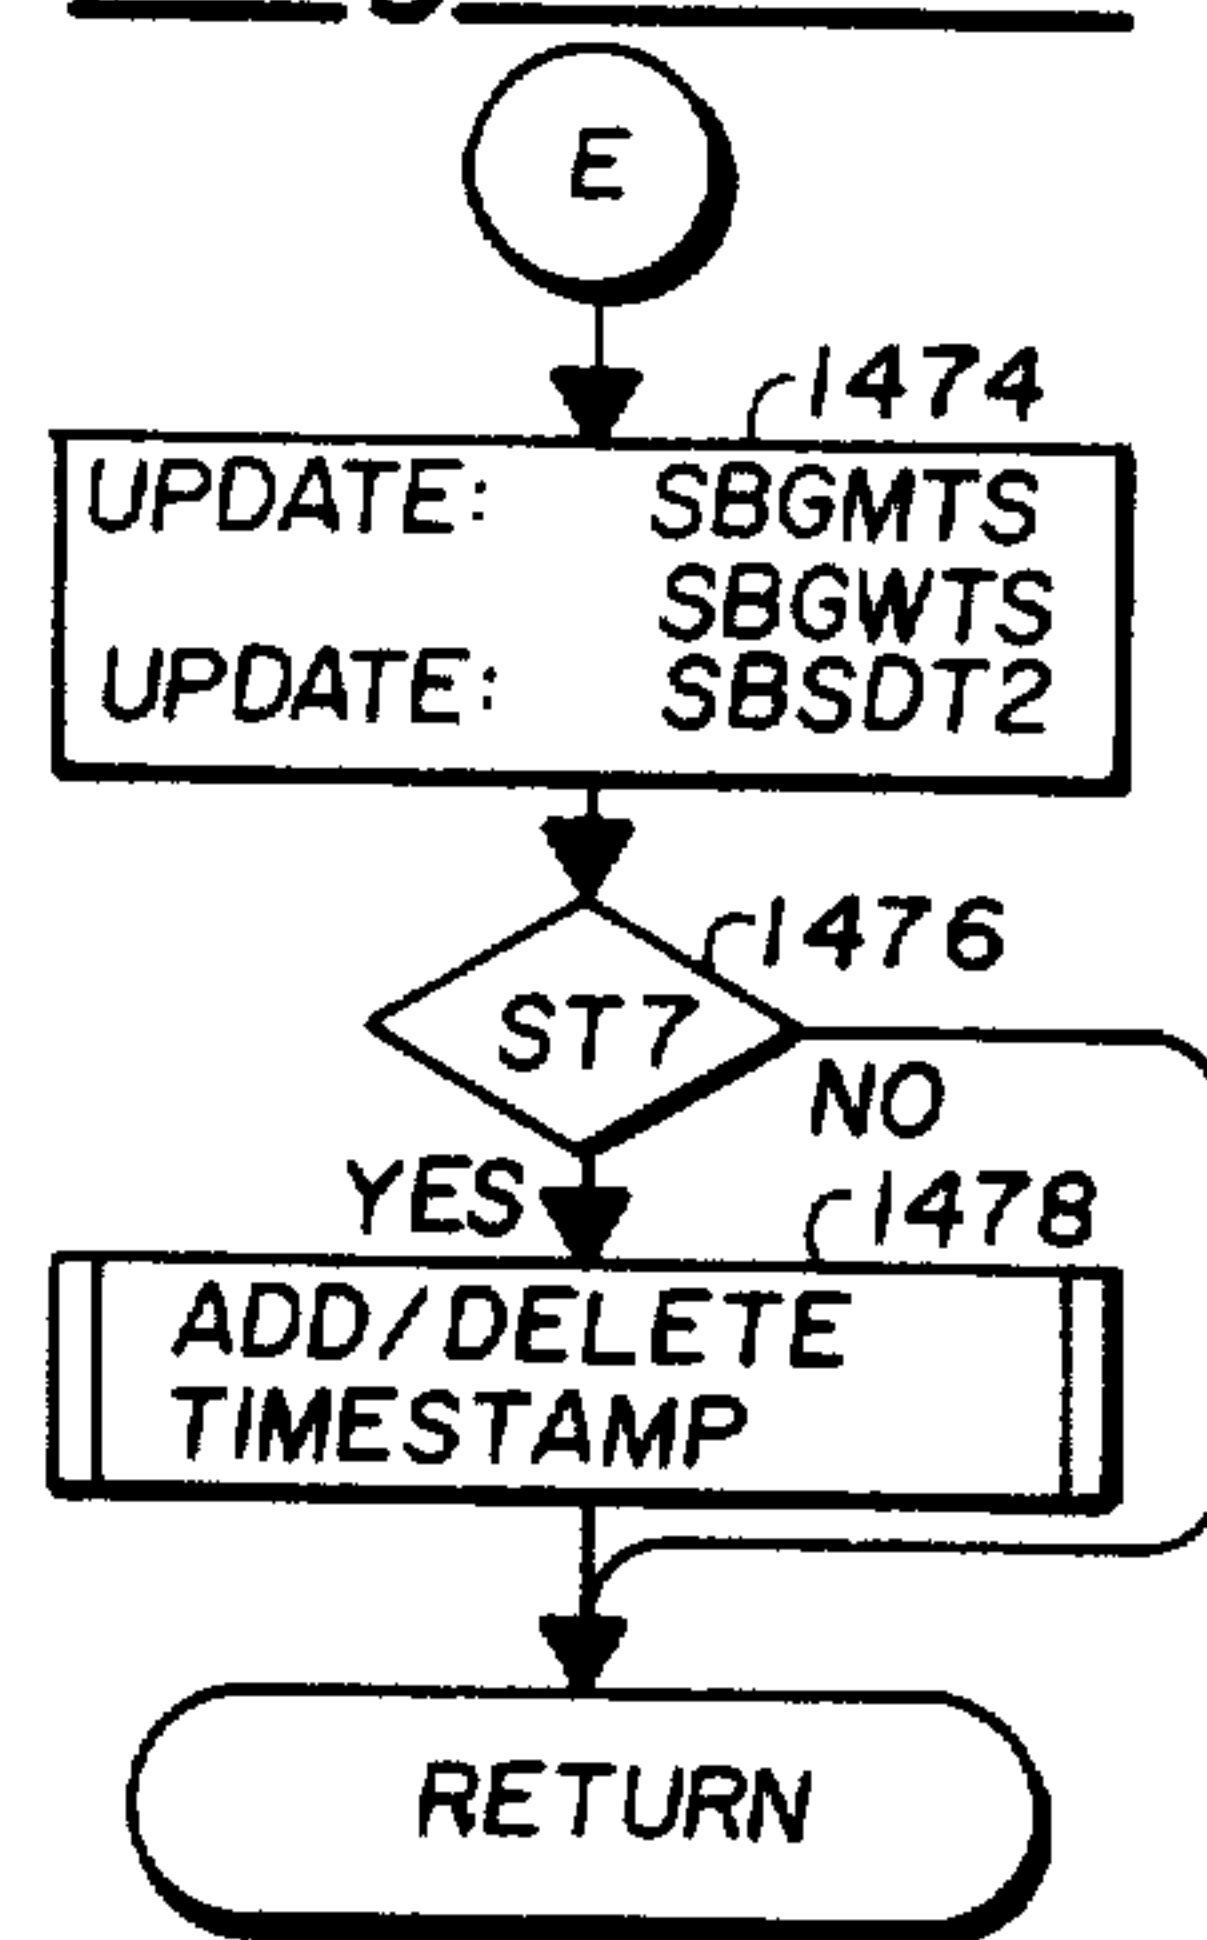 E
1474
UPDATE: SBGMTS
SBGWTS
UPDATE: SBSDT2
1476
ST7
NO
YES
1478
ADD/DELETE
TIMESTAMP
RETURN